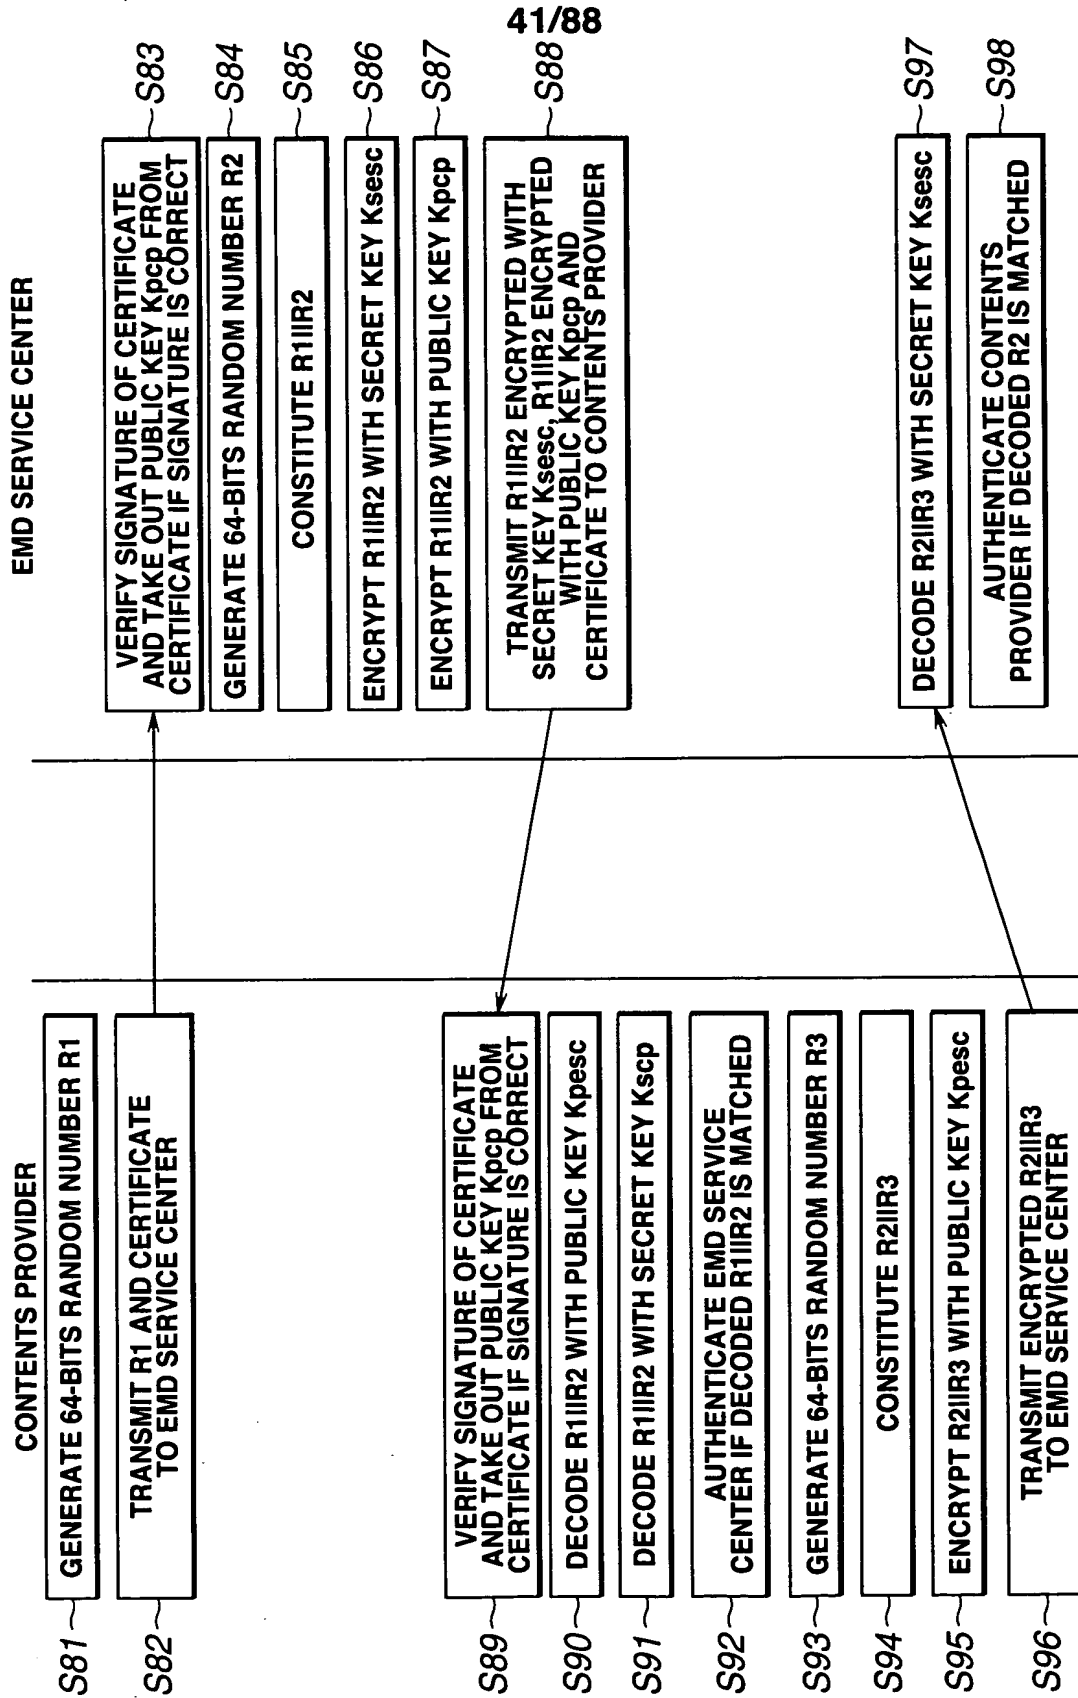 41/88
CONTENTS PROVIDER
EMD SERVICE CENTER
S81
GENERATE 64-BITS RANDOM NUMBER R1
S82
TRANSMIT R1 AND CERTIFICATE
TO EMD SERVICE CENTER
VERIFY SIGNATURE OF CERTIFICATE
AND TAKE OUT PUBLIC KEY Kpcp FROM
CERTIFICATE IF SIGNATURE IS CORRECT
S83
GENERATE 64-BITS RANDOM NUMBER R2
S84
CONSTITUTE R1IIR2
S85
ENCRYPT R1IIR2 WITH SECRET KEY Ksesc
S86
ENCRYPT R1IIR2 WITH PUBLIC KEY Kpcp
S87
TRANSMIT R1IIR2 ENCRYPTED WITH
SECRET KEY Ksesc, R1IIR2 ENCRYPTED
WITH PUBLIC KEY Kpcp AND
CERTIFICATE TO CONTENTS PROVIDER
S88
S89
VERIFY SIGNATURE OF CERTIFICATE
AND TAKE OUT PUBLIC KEY Kpcp FROM
CERTIFICATE IF SIGNATURE IS CORRECT
S90
DECODE R1IIR2 WITH PUBLIC KEY Kpesc
S91
DECODE R1IIR2 WITH SECRET KEY Kscp
S92
AUTHENTICATE EMD SERVICE
CENTER IF DECODED R1IIR2 IS MATCHED
S93
GENERATE 64-BITS RANDOM NUMBER R3
S94
CONSTITUTE R2IIR3
S95
ENCRYPT R2IIR3 WITH PUBLIC KEY Kpesc
S96
TRANSMIT ENCRYPTED R2IIR3
TO EMD SERVICE CENTER
DECODE R2IIR3 WITH SECRET KEY Ksesc
S97
AUTHENTICATE CONTENTS
PROVIDER IF DECODED R2 IS MATCHED
S98